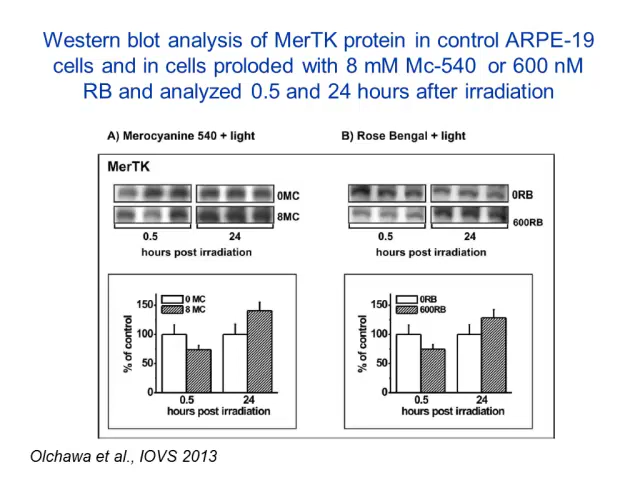 Western blot analysis of MerTK protein in control ARPE-19
cells and in cells proloded with 8 mM Mc-540 or 600 nM
RB and analyzed 0.5 and 24 hours after irradiation
A) Merocyanine 540 + light
B) Rose Bengal + light
MerTK
0MC
8MC
0.5
24
hours post irradiation
0RB
600RB
0.5
24
hours post irradiation
0 MC
8 MC
150
100
50
0
% of control
0.5
24
hours post irradiation
0RB
600RB
150
100
50
0
% of control
0.5
24
hours post irradiation
Olchawa et al., IOVS 2013